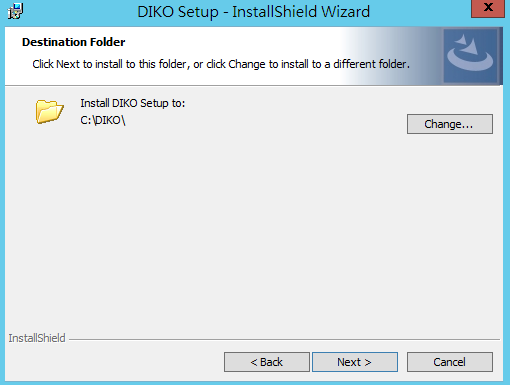 DIKO Setup - InstallShield Wizard
X
Destination Folder
Click Next to install to this folder, or click Change to install to a different folder.
Install DIKO Setup to:
C:\DIKO\
Change...
InstallShield
< Back
Next >
Cancel